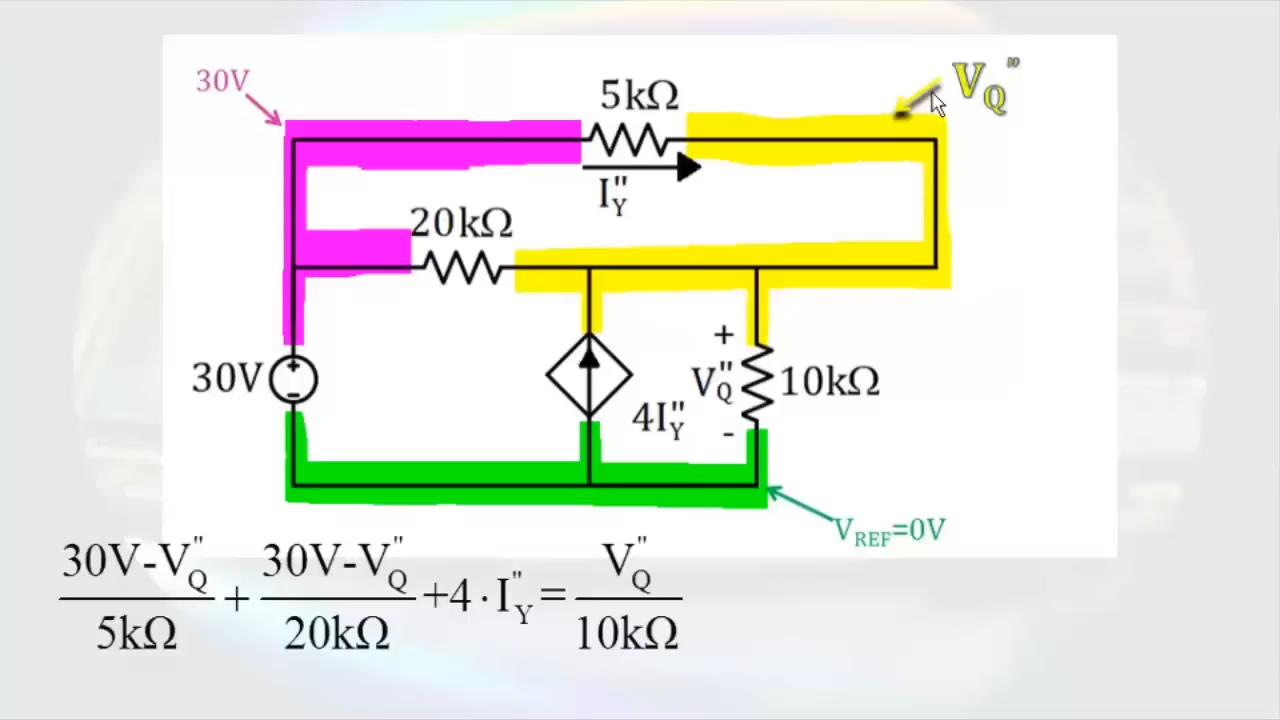 30V
5kΩ
V_Q"
I_Y"
20kΩ
30V
+
V_Q"
-
10kΩ
4I_Y"
V_REF=0V
(30V-V_Q")/5kΩ + (30V-V_Q")/20kΩ +4·I_Y" = V_Q"/10kΩ